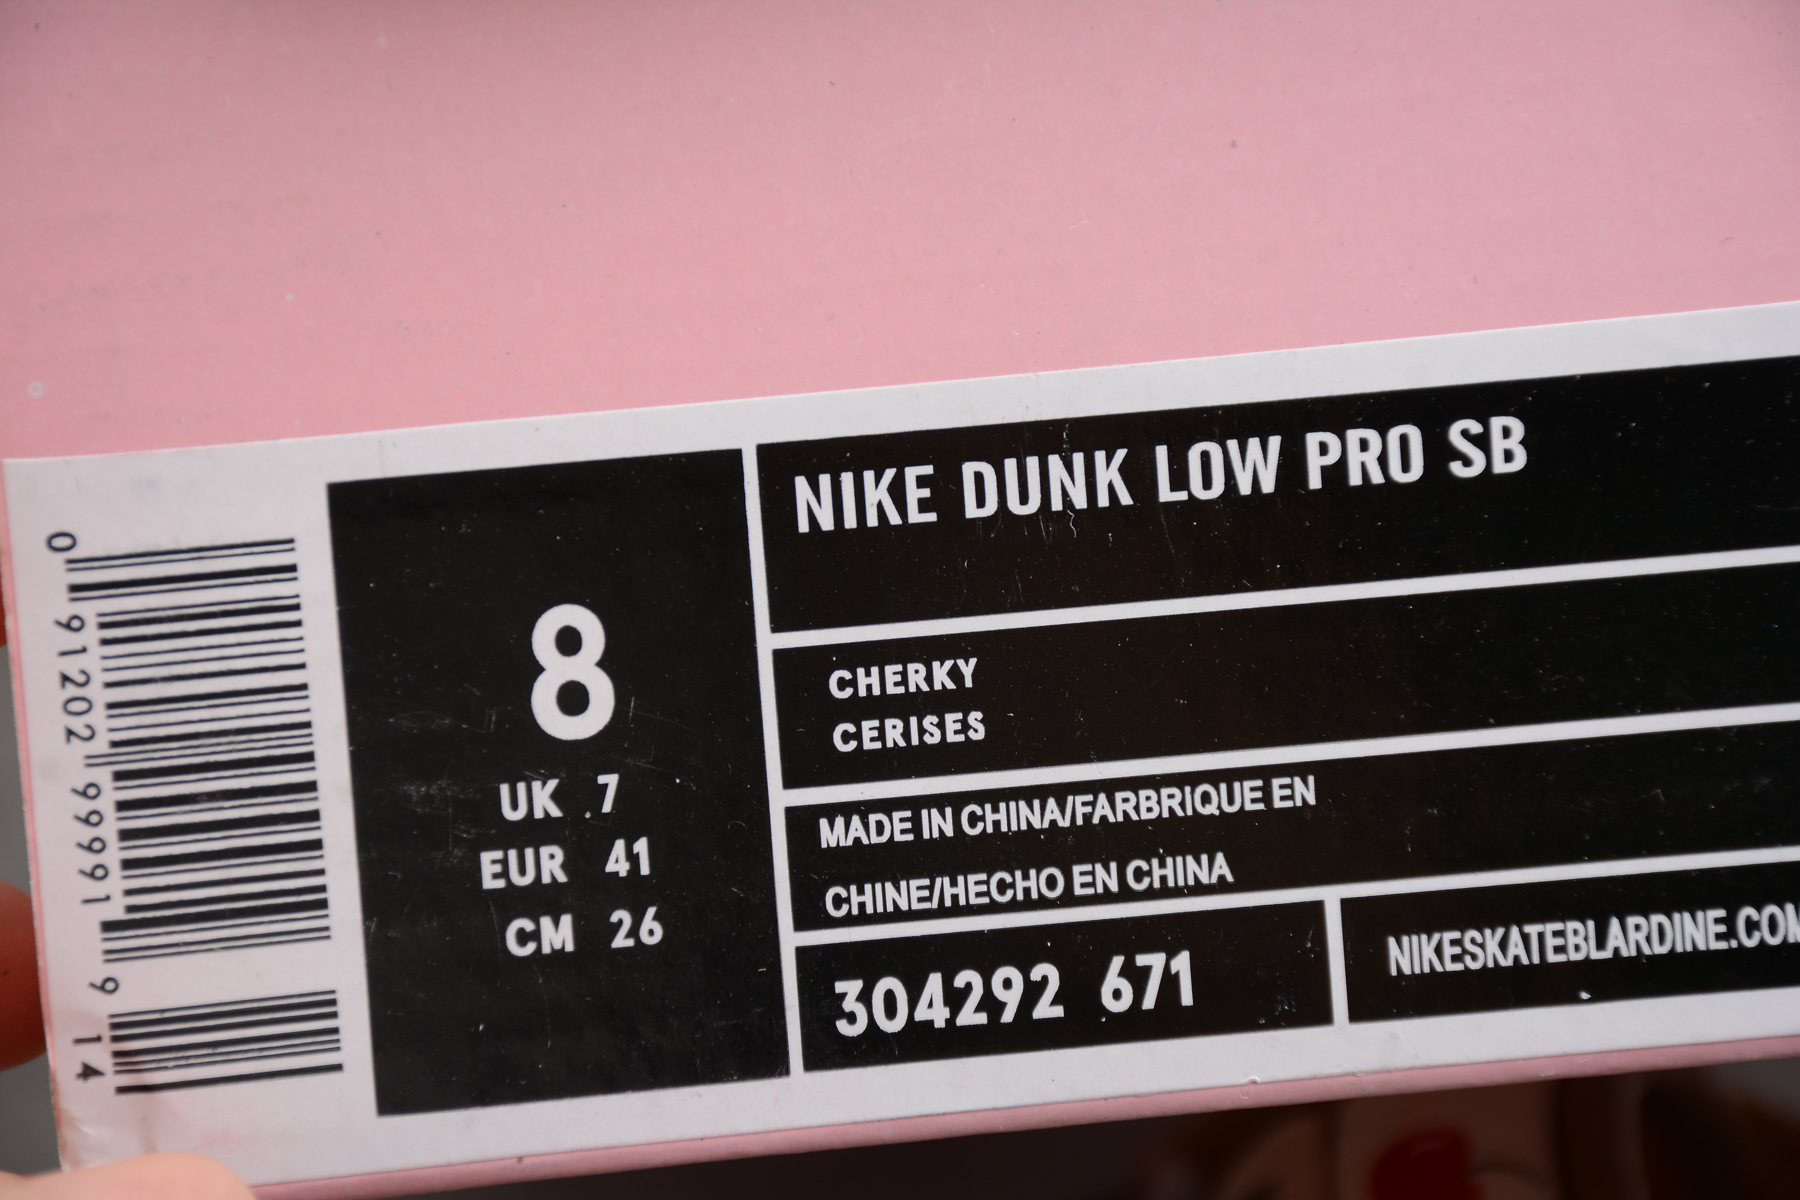 0 91202 99991 9 14
8
UK 7
EUR 41
CM 26
NIKE DUNK LOW PRO SB
CHERKY
CERISES
MADE IN CHINA/FARBRIQUE EN
CHINE/HECHO EN CHINA
304292 671
NIKESKATEBLARDINE.COM